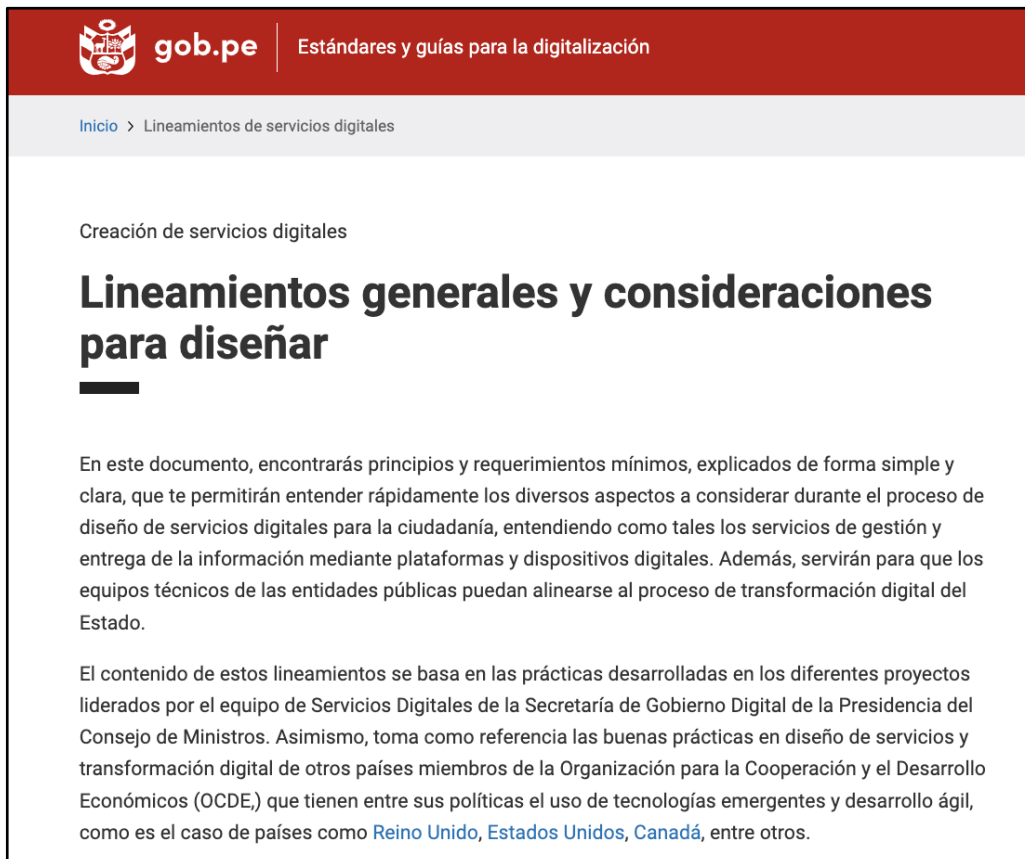 gob.pe
Estándares y guías para la digitalización
Inicio > Lineamientos de servicios digitales
Creación de servicios digitales
Lineamientos generales y consideraciones
para diseñar
En este documento, encontrarás principios y requerimientos mínimos, explicados de forma simple y
clara, que te permitirán entender rápidamente los diversos aspectos a considerar durante el proceso de
diseño de servicios digitales para la ciudadanía, entendiendo como tales los servicios de gestión y
entrega de la información mediante plataformas y dispositivos digitales. Además, servirán para que los
equipos técnicos de las entidades públicas puedan alinearse al proceso de transformación digital del
Estado.
El contenido de estos lineamientos se basa en las prácticas desarrolladas en los diferentes proyectos
liderados por el equipo de Servicios Digitales de la Secretaría de Gobierno Digital de la Presidencia del
Consejo de Ministros. Asimismo, toma como referencia las buenas prácticas en diseño de servicios y
transformación digital de otros países miembros de la Organización para la Cooperación y el Desarrollo
Económicos (OCDE,) que tienen entre sus políticas el uso de tecnologías emergentes y desarrollo ágil,
como es el caso de países como Reino Unido, Estados Unidos, Canadá, entre otros.